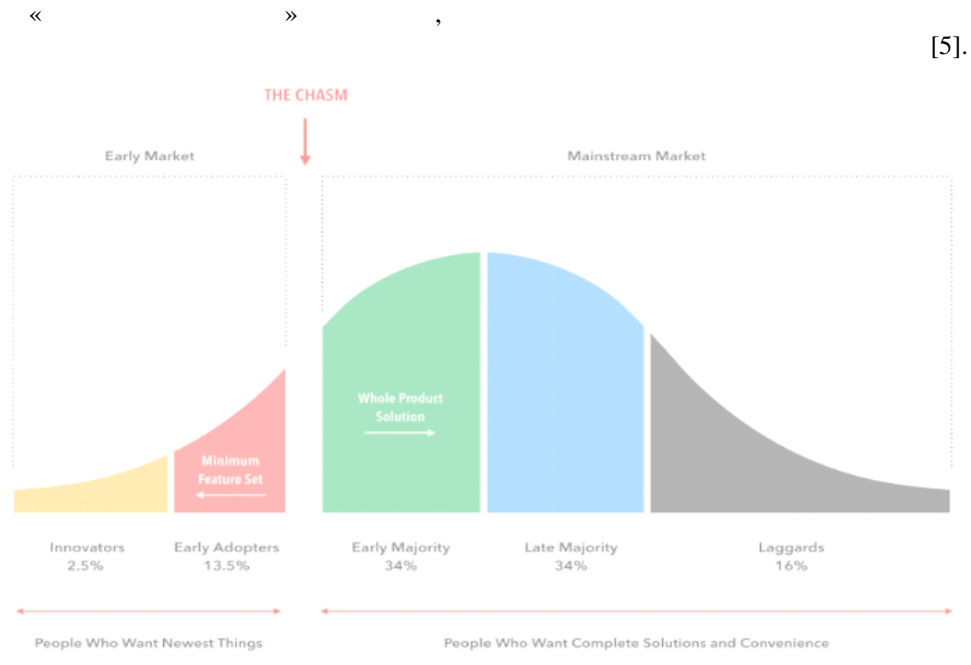 « » ,
[5].
THE CHASM
Early Market
Mainstream Market
Whole Product
Solution
Minimum
Feature Set
Innovators
2.5%
Early Adopters
13.5%
Early Majority
34%
Late Majority
34%
Laggards
16%
People Who Want Newest Things
People Who Want Complete Solutions and Convenience